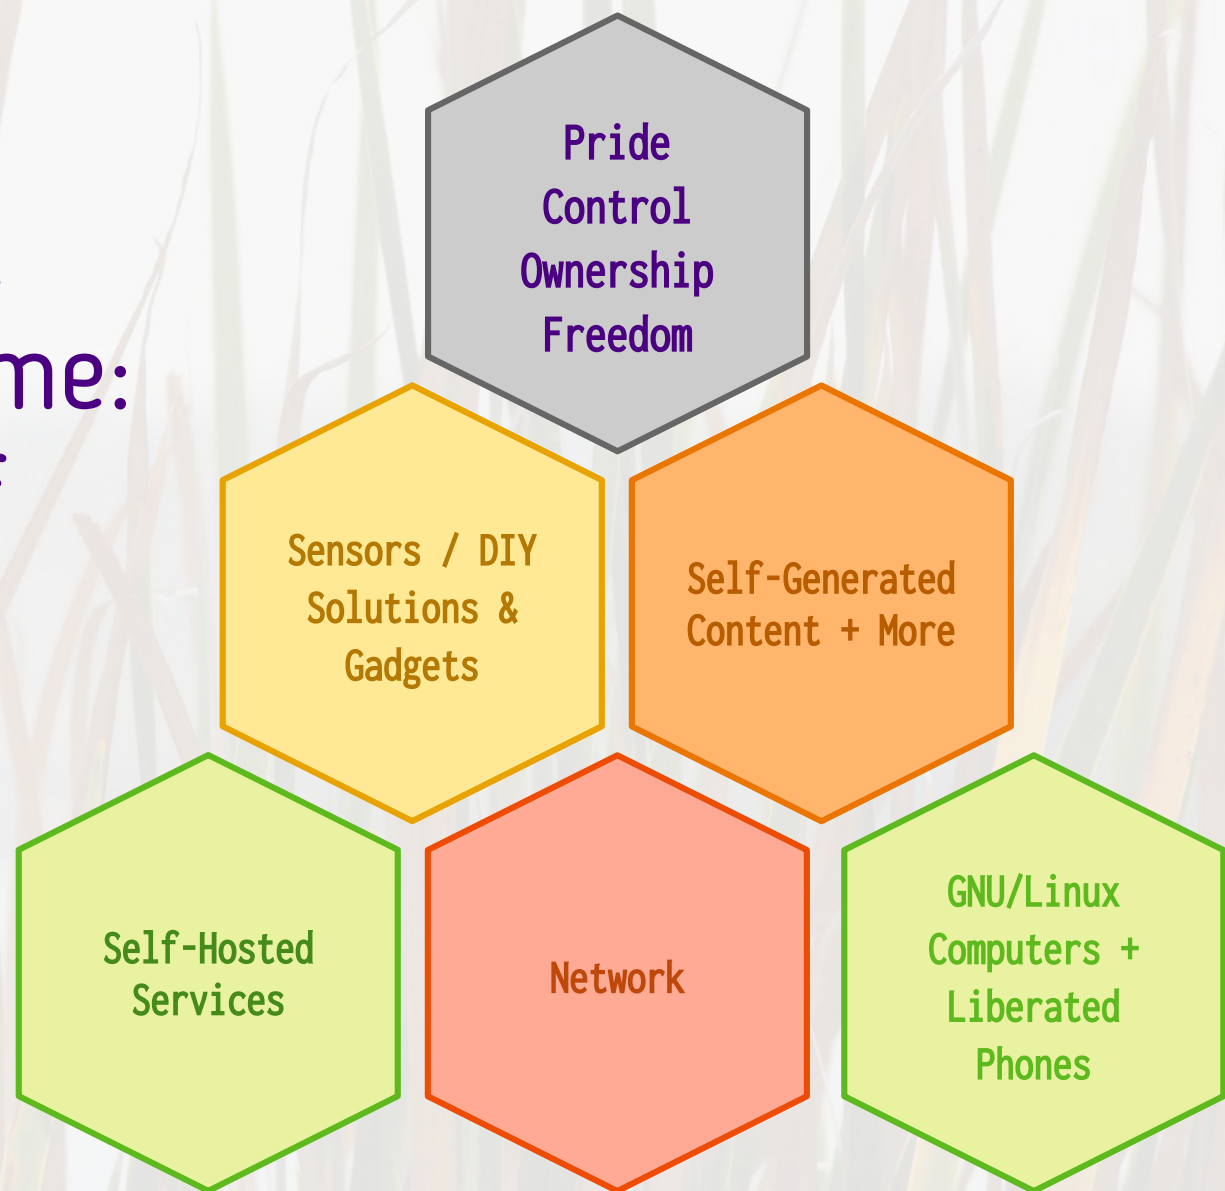 Pride
Control
Ownership
Freedom
me:
Sensors / DIY
Solutions &
Gadgets
Self-Generated
Content + More
Self-Hosted
Services
Network
GNU/Linux
Computers +
Liberated
Phones